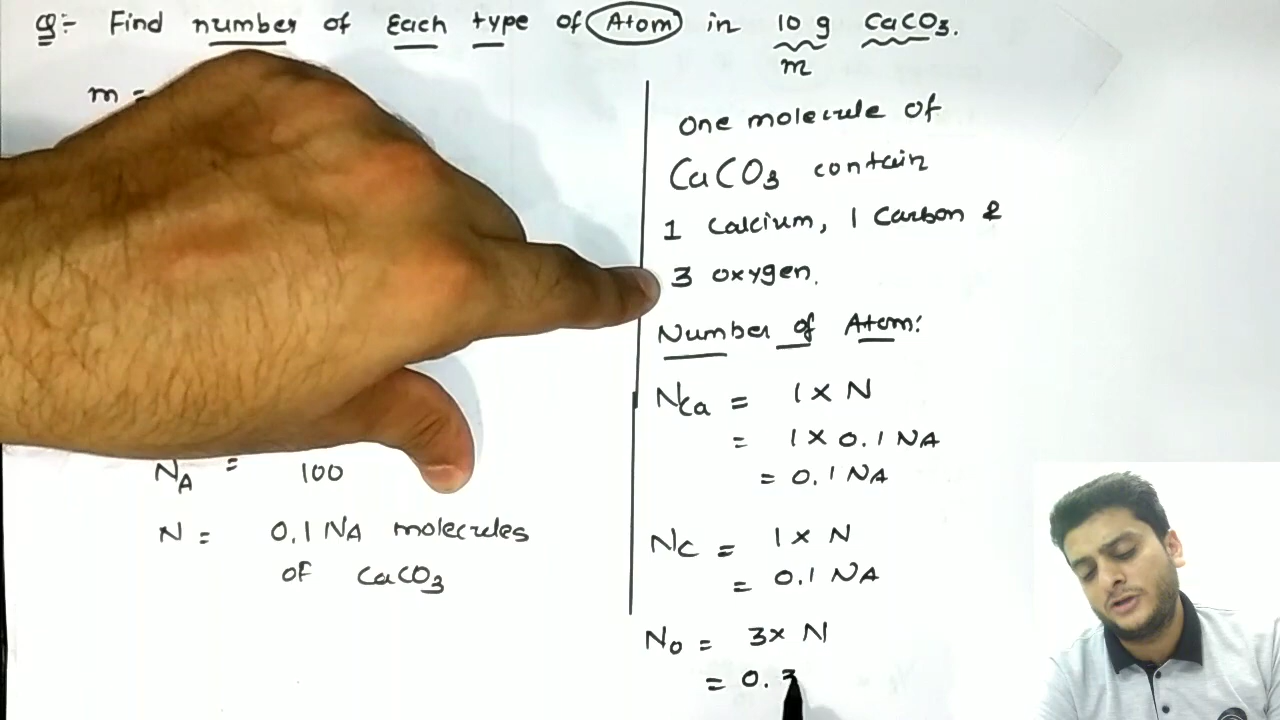 Q:- Find number of Each type of Atom in 10 g CaCO3.
m
m =
NA = 100
N = 0.1 NA molecules
of CaCO3
One molecule of
CaCO3 contain
1 Calcium, 1 Carbon &
3 oxygen.
Number of Atom:
NCa = 1 x N
= 1 x 0.1 NA
= 0.1 NA
NC = 1 x N
= 0.1 NA
NO = 3x N
= 0.3